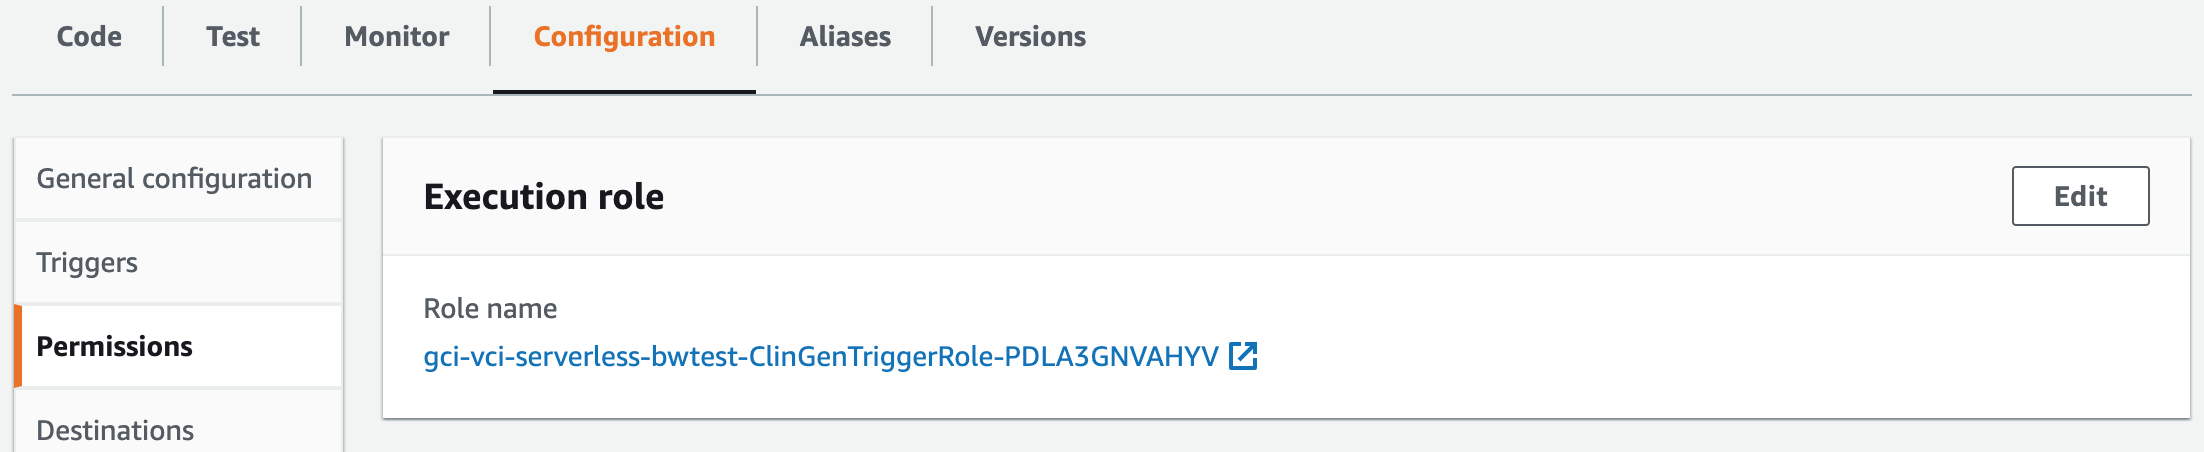 Code Test Monitor Configuration Aliases Versions
General configuration
Triggers
Permissions
Destinations
Execution role
Edit
Role name
gci-vci-serverless-bwtest-ClinGenTriggerRole-PDLA3GNVAHYV